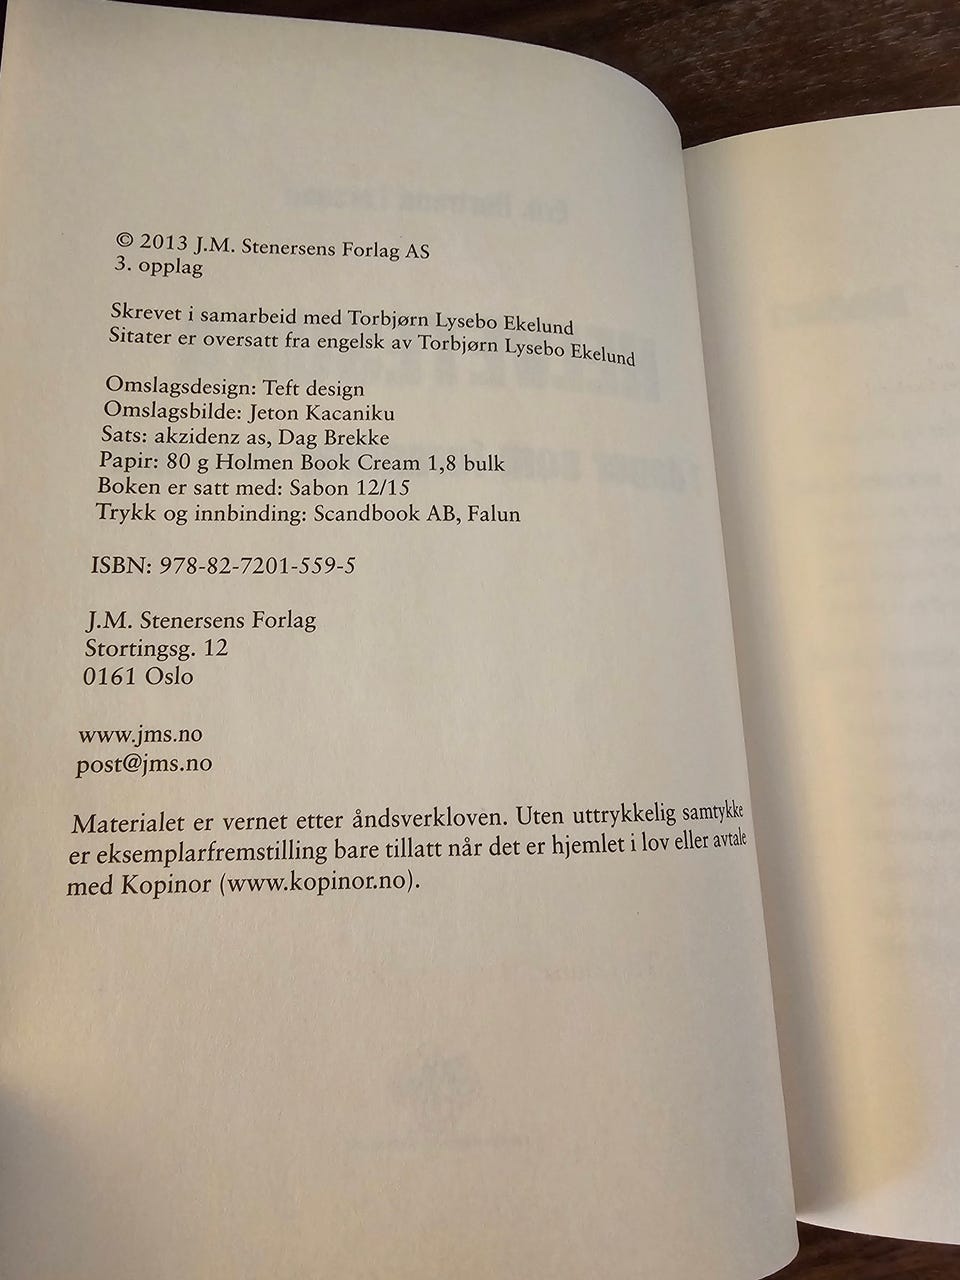 © 2013 J.M. Stenersens Forlag AS
3. opplag
Skrevet i samarbeid med Torbjørn Lysebo Ekelund
Sitater er oversatt fra engelsk av Torbjørn Lysebo Ekelund
Omslagsdesign: Teft design
Omslagsbilde: Jeton Kacaniku
Sats: akzidenz as, Dag Brekke
Papir: 80 g Holmen Book Cream 1,8 bulk
Boken er satt med: Sabon 12/15
Trykk og innbinding: Scandbook AB, Falun
ISBN: 978-82-7201-559-5
J.M. Stenersens Forlag
Stortingsg. 12
0161 Oslo
www.jms.no
post@jms.no
Materialet er vernet etter åndsverkloven. Uten uttrykkelig samtykke
er eksemplarfremstilling bare tillatt når det er hjemlet i lov eller avtale
med Kopinor (www.kopinor.no).